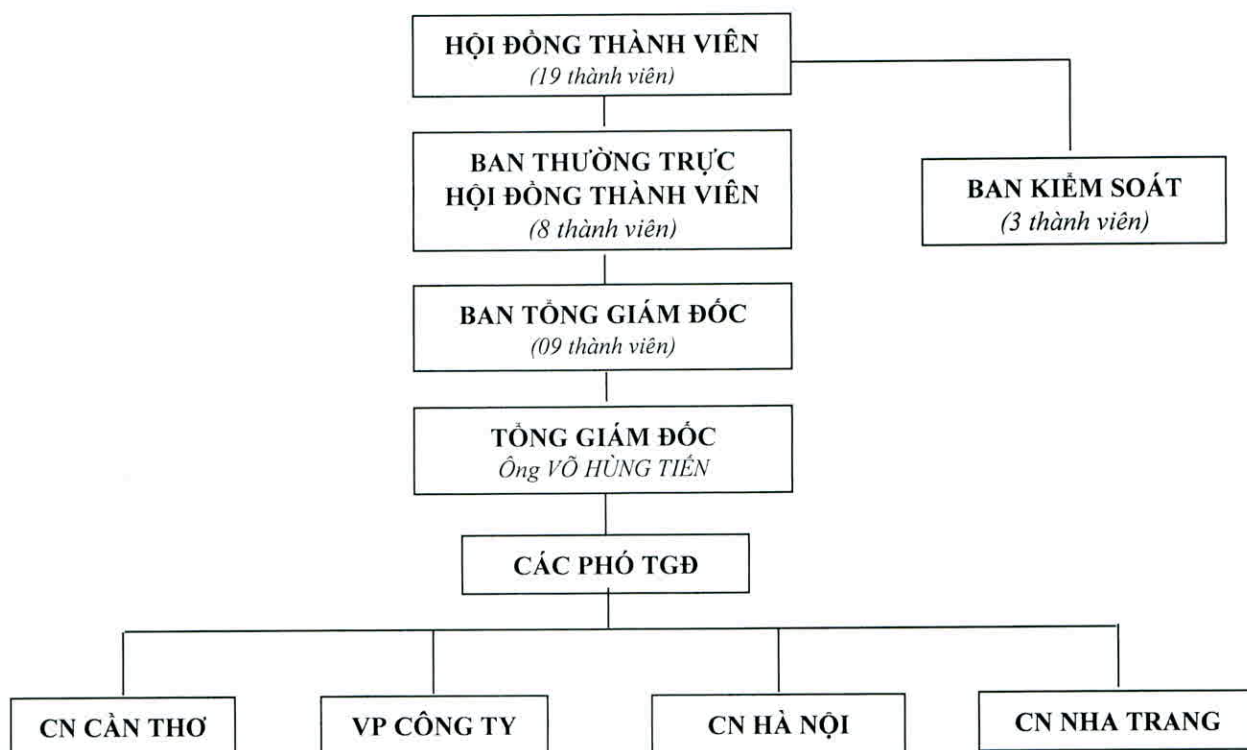 HỘI ĐỒNG THÀNH VIÊN
(19 thành viên)
BAN THƯỜNG TRỰC
HỘI ĐỒNG THÀNH VIÊN
(8 thành viên)
BAN KIỂM SOÁT
(3 thành viên)
BAN TỔNG GIÁM ĐỐC
(09 thành viên)
TỔNG GIÁM ĐỐC
Ông VÕ HÙNG TIẾN
CÁC PHÓ TGĐ
CN CẦN THƠ
VP CÔNG TY
CN HÀ NỘI
CN NHA TRANG